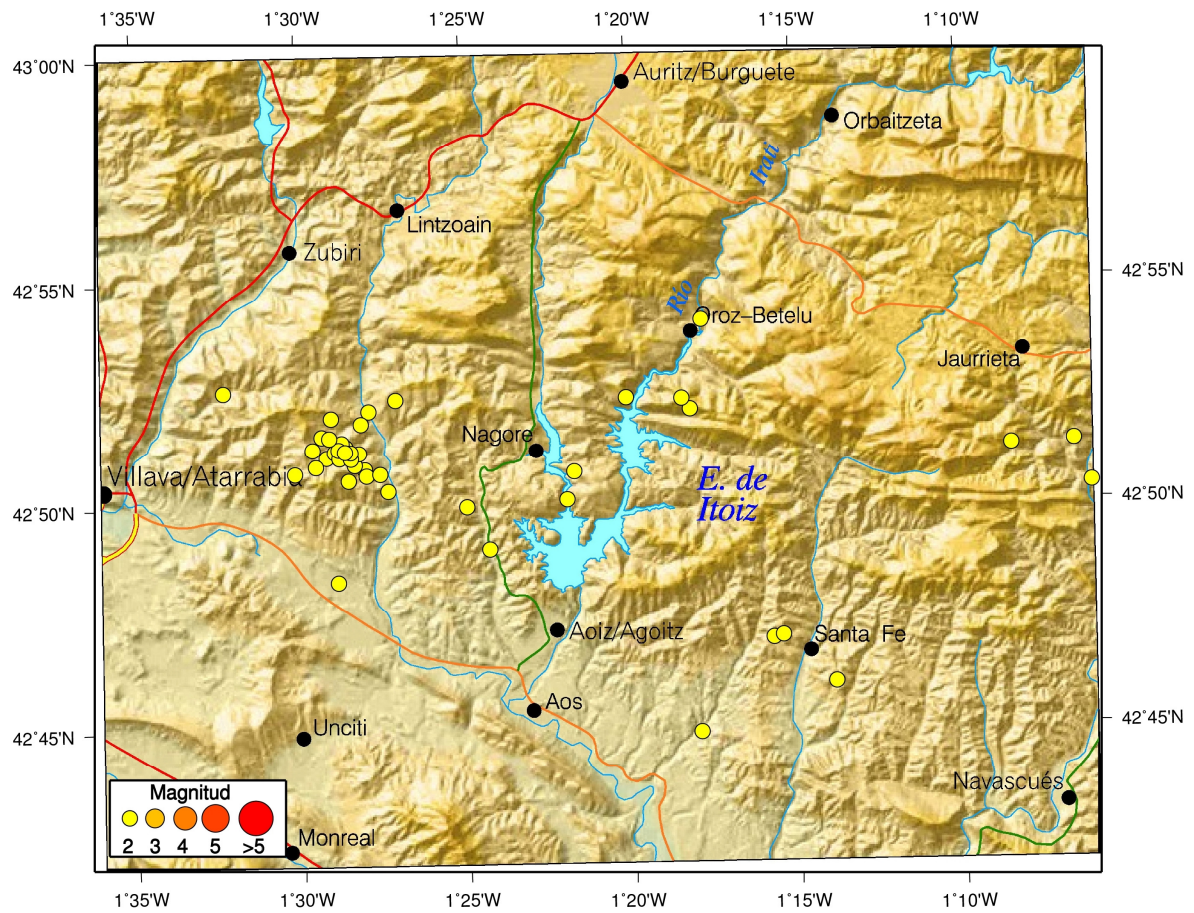 1°35'W
1°30'W
1°25'W
1°20'W
1°15'W
1°10'W
43°00'N
Auritz/Burguete
Orbaitzeta
Irati
Lintzoain
Zubiri
42°55'N
42°55'N
Rio
Oroz–Betelu
Jaurrieta
Nagore
Villava/Atarrabia
E. de
Itoiz
42°50'N
42°50'N
Aoiz/Agoitz
Santa Fe
Aos
Unciti
42°45'N
42°45'N
Navascués
Magnitud
2 3 4 5 >5
Monreal
1°35'W
1°30'W
1°25'W
1°20'W
1°15'W
1°10'W